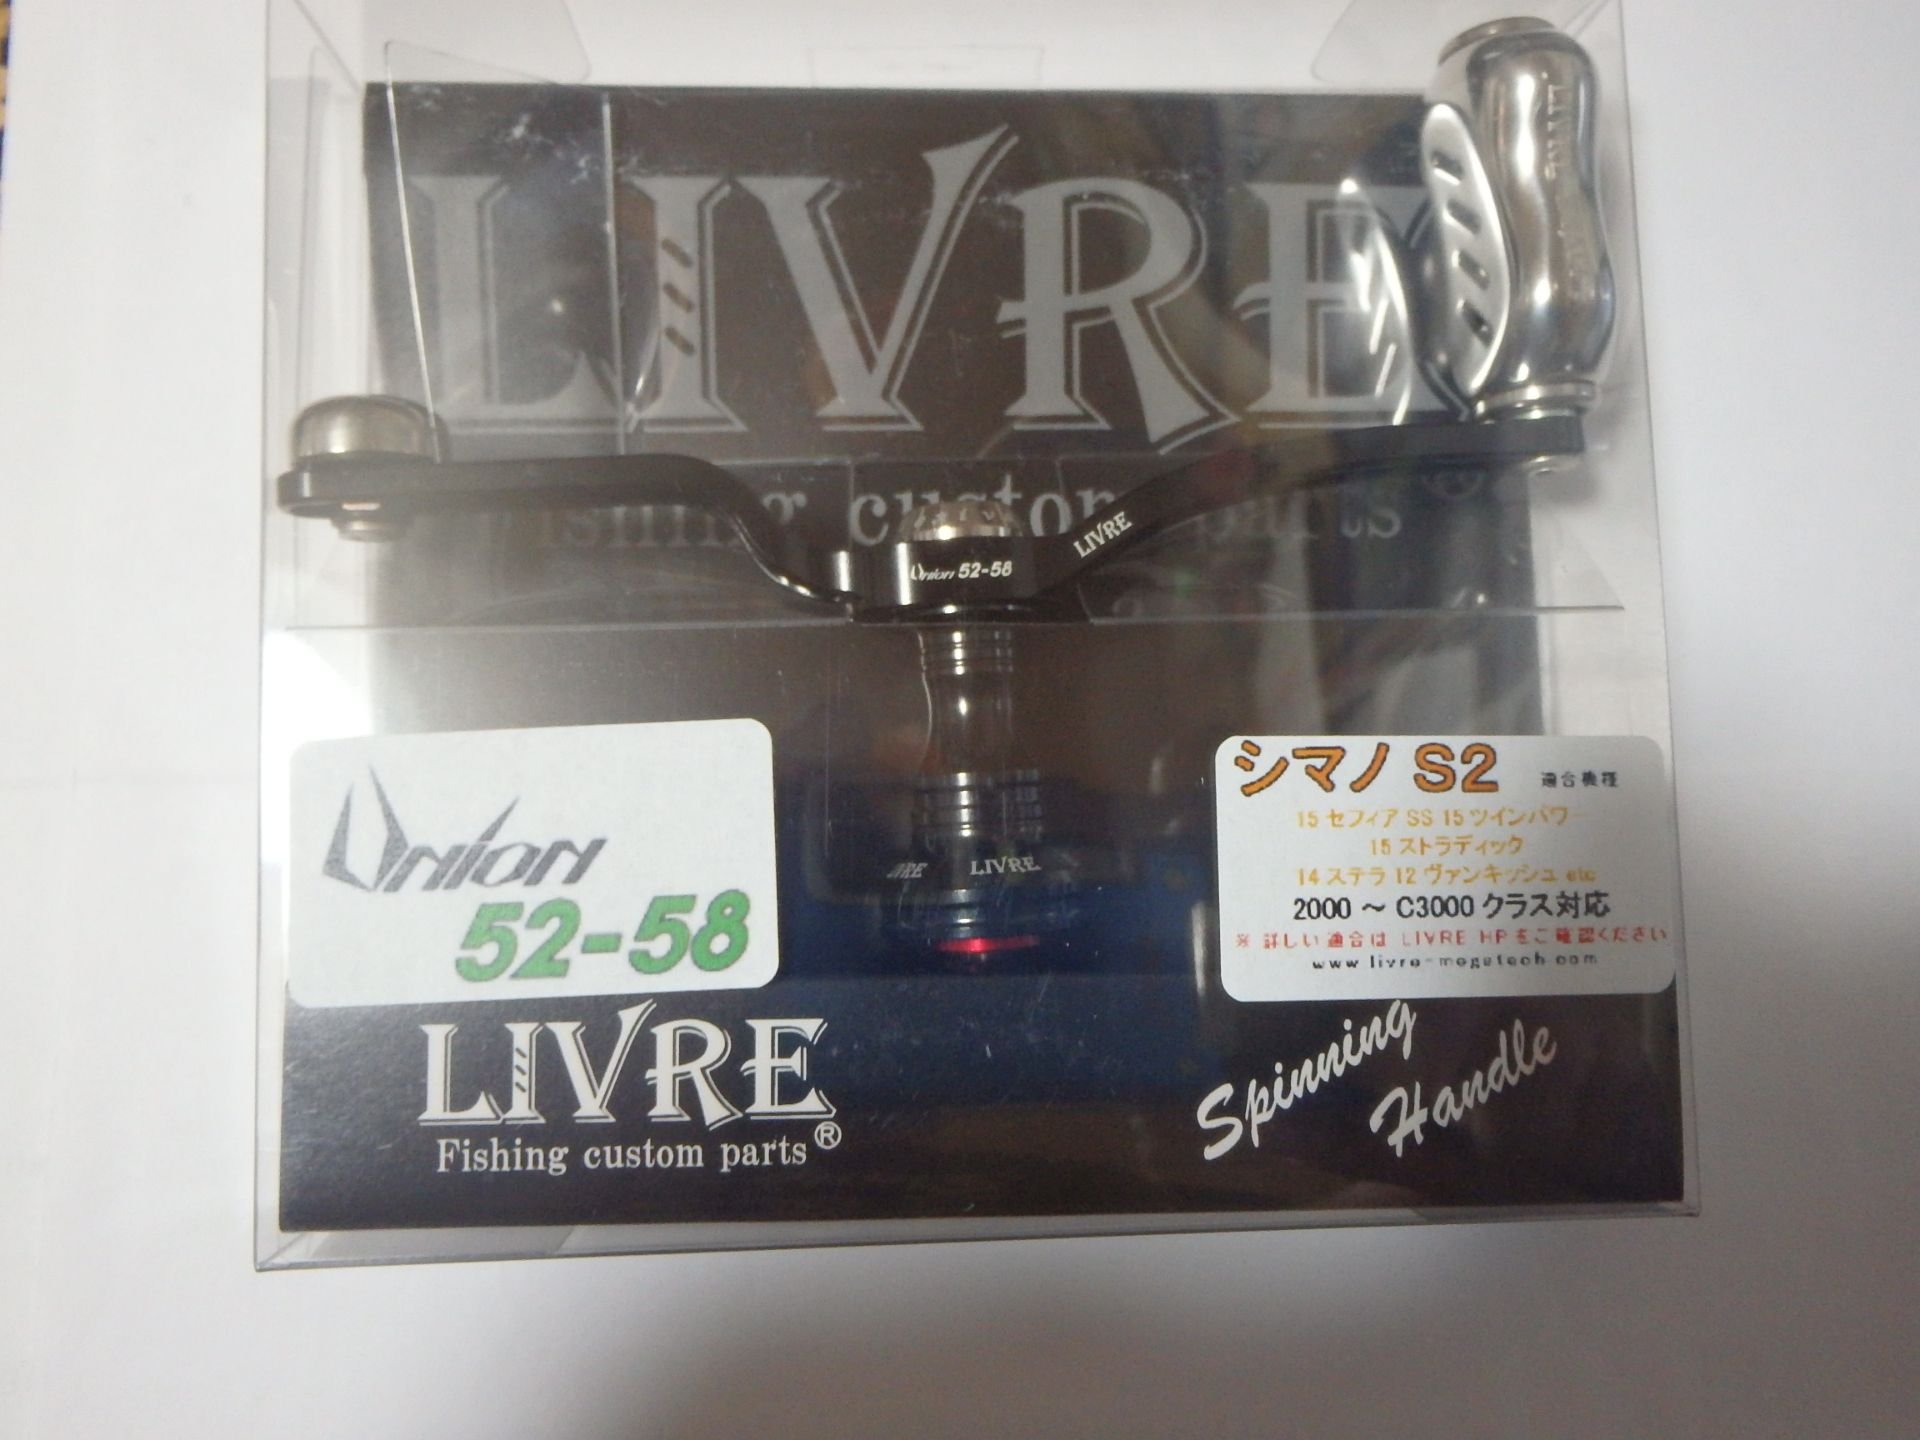 LIVRE
Fishing custom parts
LIVRE
Union 52-58
LIVRE
Union
52-58
シマノ S2 適合機種
15 セフィア SS 15 ツインパワー
15 ストラディック
14 ステラ 12 ヴァンキッシュ etc
2000 ～ C3000 クラス対応
※ 詳しい適合は LIVRE HP をご確認ください
www.livre-megatech.com
LIVRE
Fishing custom parts®
Spinning
Handle